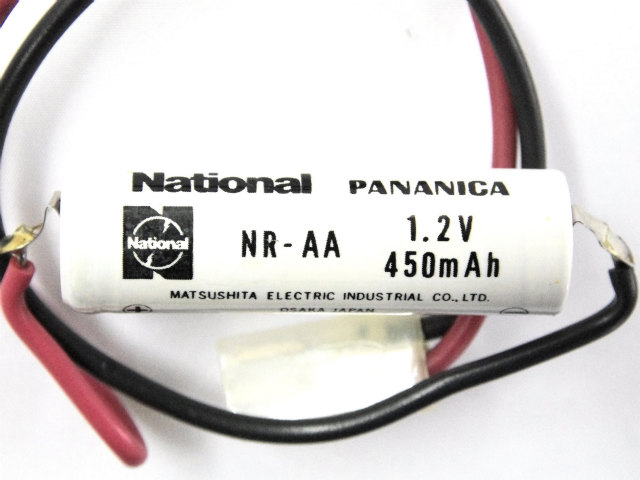 National PANANICA
National
NR-AA
1.2V
450mAh
MATSUSHITA ELECTRIC INDUSTRIAL CO., LTD.
OSAKA JAPAN